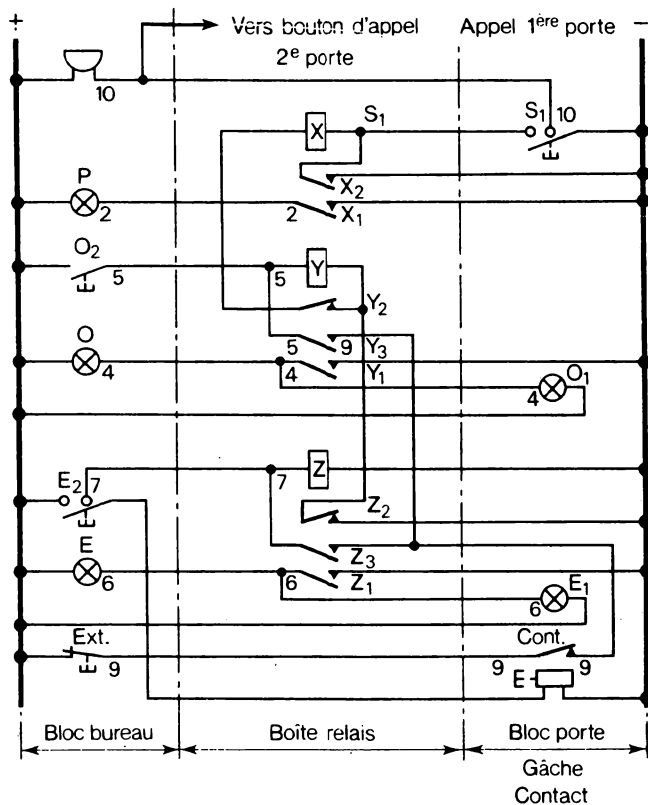 + Vers bouton d'appel Appel 1ère porte −
2e porte
10
S1 S1 10
X
P X2
2 2 X1
O2
5 5 Y
Y2
O 5 9 Y3
4 4 Y1 O1
4
Z
E2 7 7
Z2
E Z3
6 6 Z1 E1
6
Ext. Cont.
9 9 9
E
Bloc bureau Boîte relais Bloc porte
Gâche
Contact